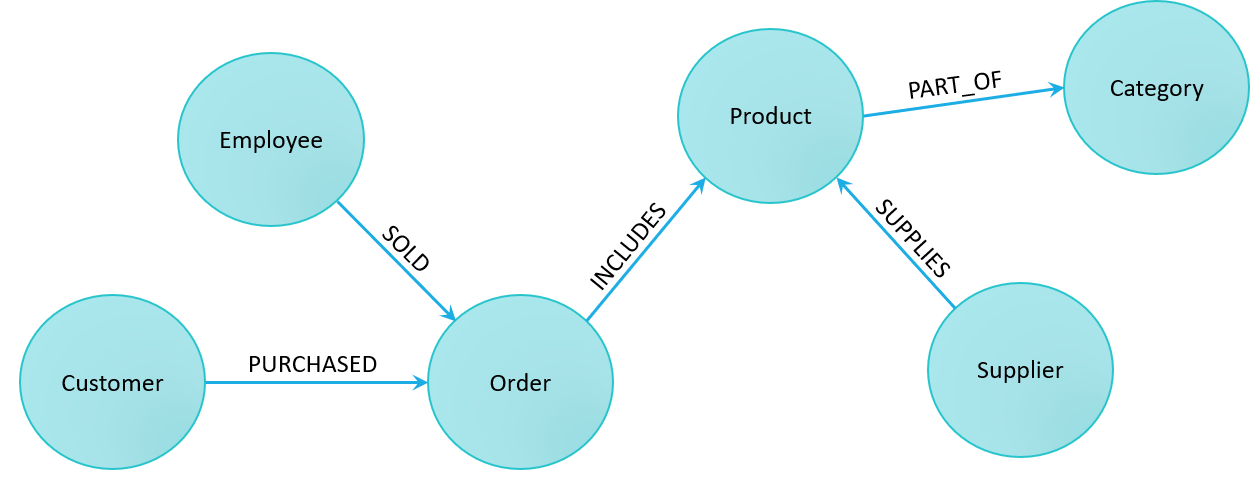 Employee
SOLD
Customer
PURCHASED
Order
INCLUDES
Product
PART_OF
Category
SUPPLIES
Supplier